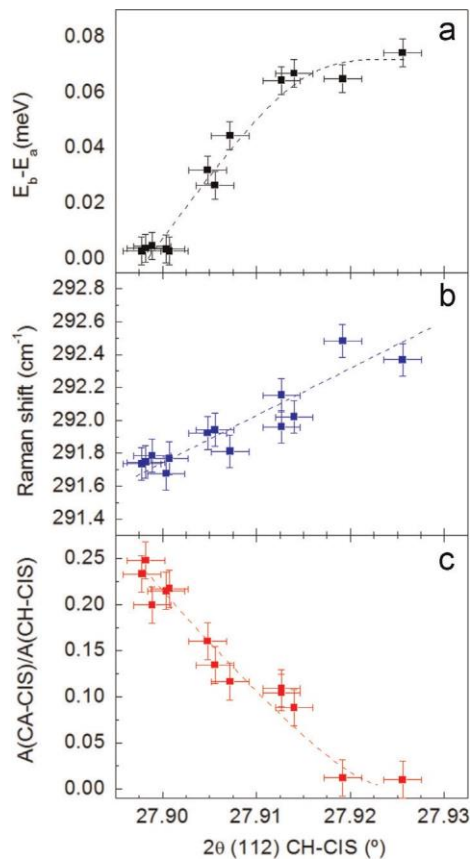 a
0.08
0.06
0.04
0.02
0.00
E_b-E_a(meV)
b
292.8
292.6
292.4
292.2
292.0
291.8
291.6
291.4
Raman shift (cm⁻¹)
c
0.25
0.20
0.15
0.10
0.05
0.00
A(CA-CIS)/A(CH-CIS)
27.90 27.91 27.92 27.93
2θ (112) CH-CIS (º)